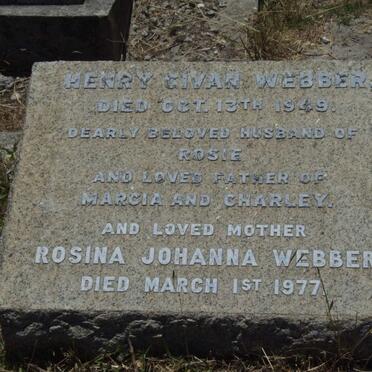 HENRY GIVAN WEBBER,
DIED OCT. 13TH 1949.
DEARLY BELOVED HUSBAND OF
ROSIE
AND LOVED FATHER OF
MARCIA AND CHARLEY.
AND LOVED MOTHER
ROSINA JOHANNA WEBBER
DIED MARCH 1ST 1977